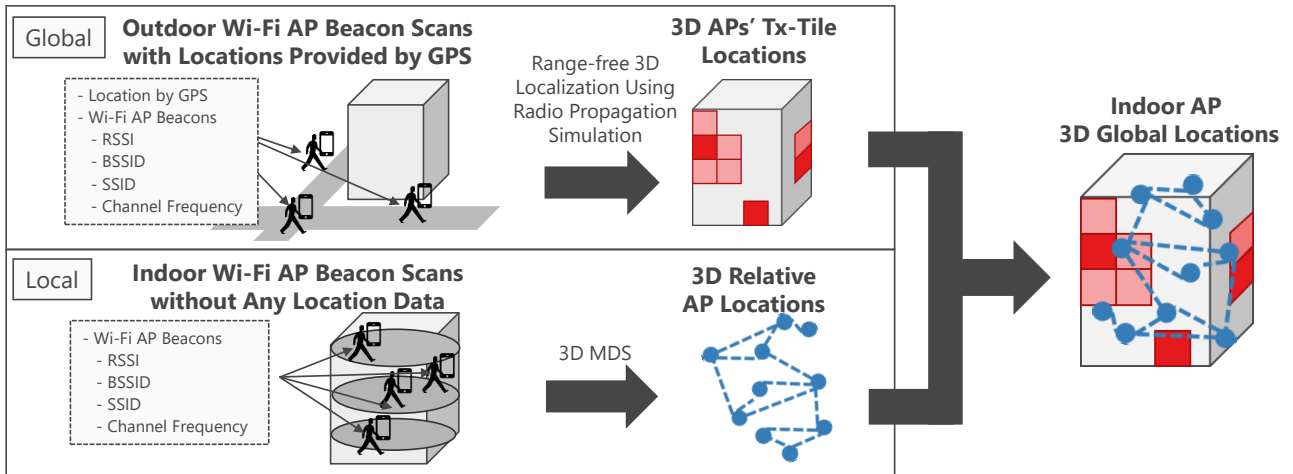 Global
Outdoor Wi-Fi AP Beacon Scans
with Locations Provided by GPS
- Location by GPS
- Wi-Fi AP Beacons
- RSSI
- BSSID
- SSID
- Channel Frequency
Range-free 3D
Localization Using
Radio Propagation
Simulation
3D APs' Tx-Tile
Locations
Local
Indoor Wi-Fi AP Beacon Scans
without Any Location Data
- Wi-Fi AP Beacons
- RSSI
- BSSID
- SSID
- Channel Frequency
3D MDS
3D Relative
AP Locations
Indoor AP
3D Global Locations